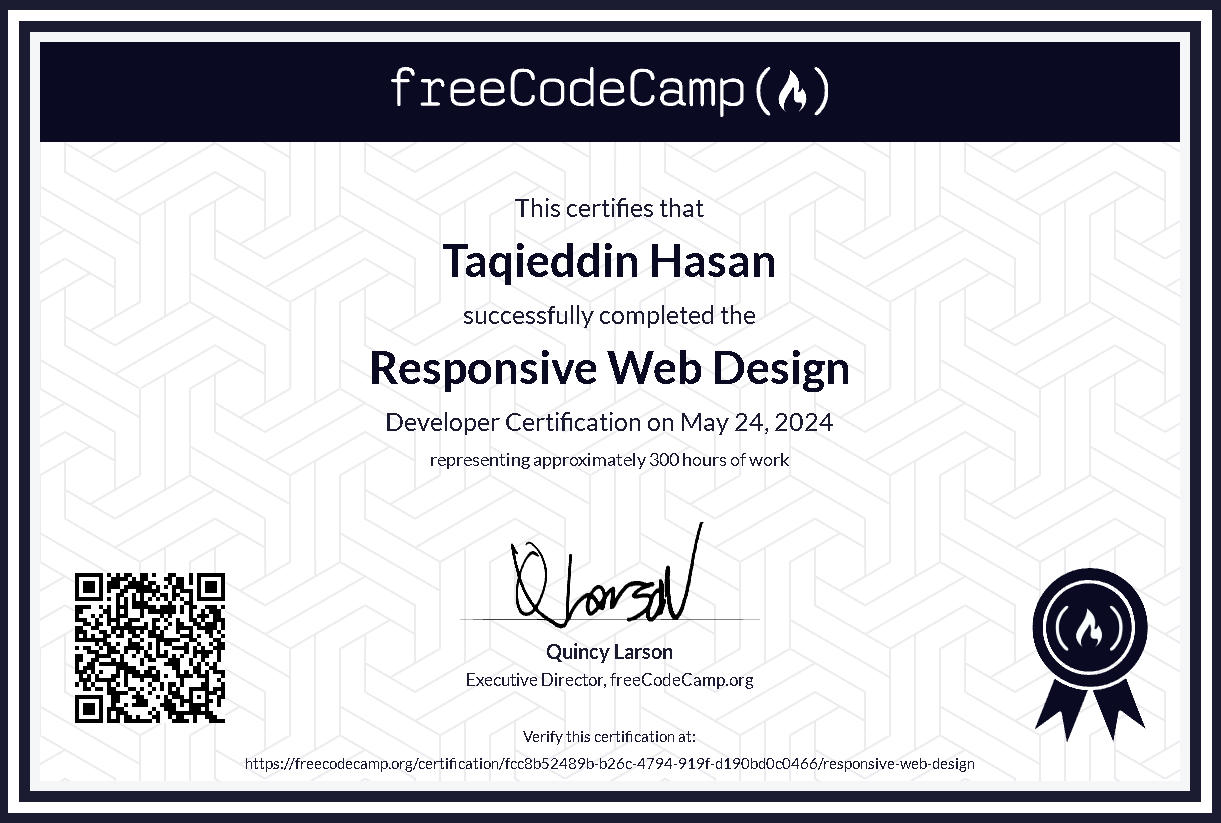 freeCodeCamp
This certifies that
Taqieddin Hasan
successfully completed the
Responsive Web Design
Developer Certification on May 24, 2024
representing approximately 300 hours of work
Q Larson
Quincy Larson
Executive Director, freeCodeCamp.org
Verify this certification at:
https://freecodecamp.org/certification/fcc8b52489b-b26c-4794-919f-d190bd0c0466/responsive-web-design